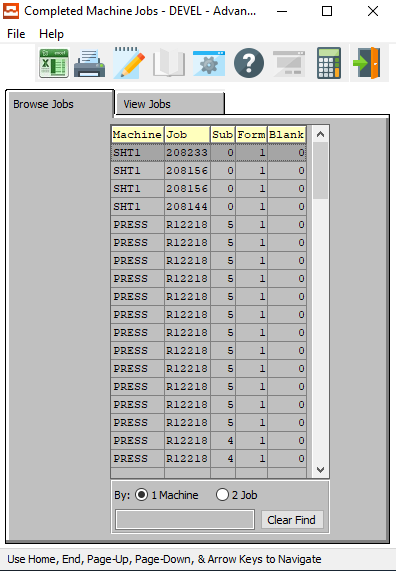 Completed Machine Jobs - DEVEL - Advan...
File Help
excel
?
Browse Jobs View Jobs
Machine Job Sub Form Blank
SHT1 208233 0 1 0
SHT1 208156 0 1 0
SHT1 208156 0 1 0
SHT1 208144 0 1 0
PRESS R12218 5 1 0
PRESS R12218 5 1 0
PRESS R12218 5 1 0
PRESS R12218 5 1 0
PRESS R12218 5 1 0
PRESS R12218 5 1 0
PRESS R12218 5 1 0
PRESS R12218 5 1 0
PRESS R12218 5 1 0
PRESS R12218 5 1 0
PRESS R12218 5 1 0
PRESS R12218 5 1 0
PRESS R12218 4 1 0
PRESS R12218 4 1 0
By: 1 Machine 2 Job
Clear Find
Use Home, End, Page-Up, Page-Down, & Arrow Keys to Navigate